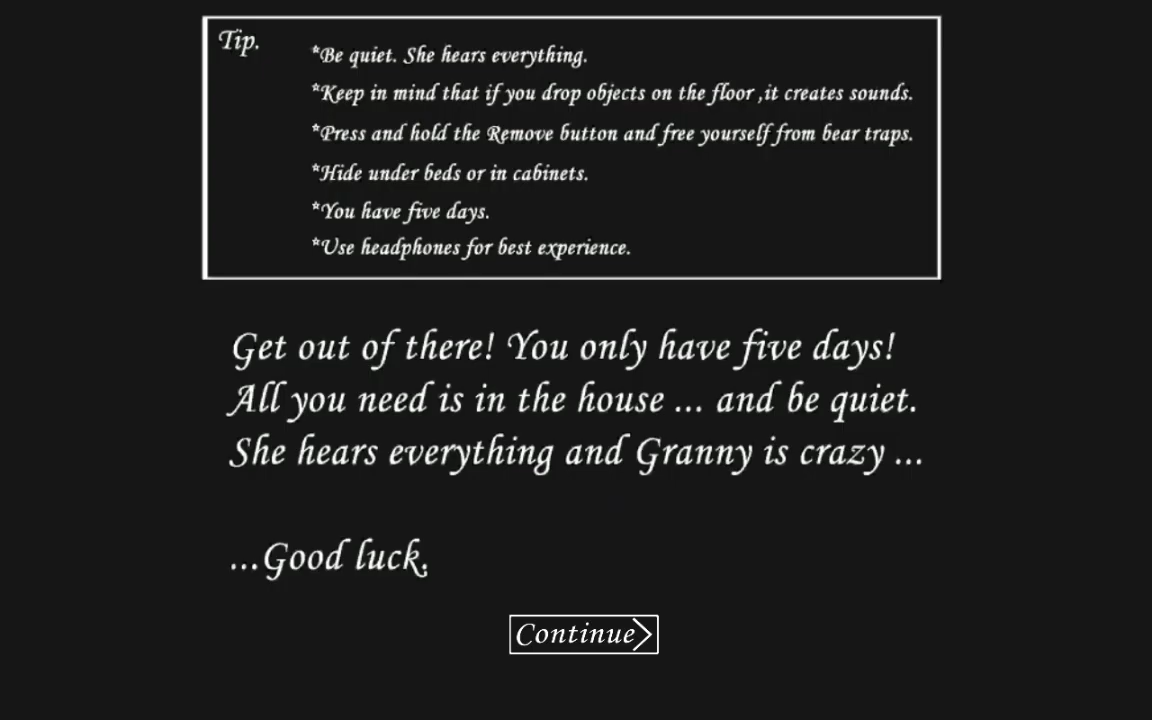 Tip.
*Be quiet. She hears everything.
*Keep in mind that if you drop objects on the floor ,it creates sounds.
*Press and hold the Remove button and free yourself from bear traps.
*Hide under beds or in cabinets.
*You have five days.
*Use headphones for best experience.
Get out of there! You only have five days!
All you need is in the house ... and be quiet.
She hears everything and Granny is crazy ...
...Good luck.
Continue